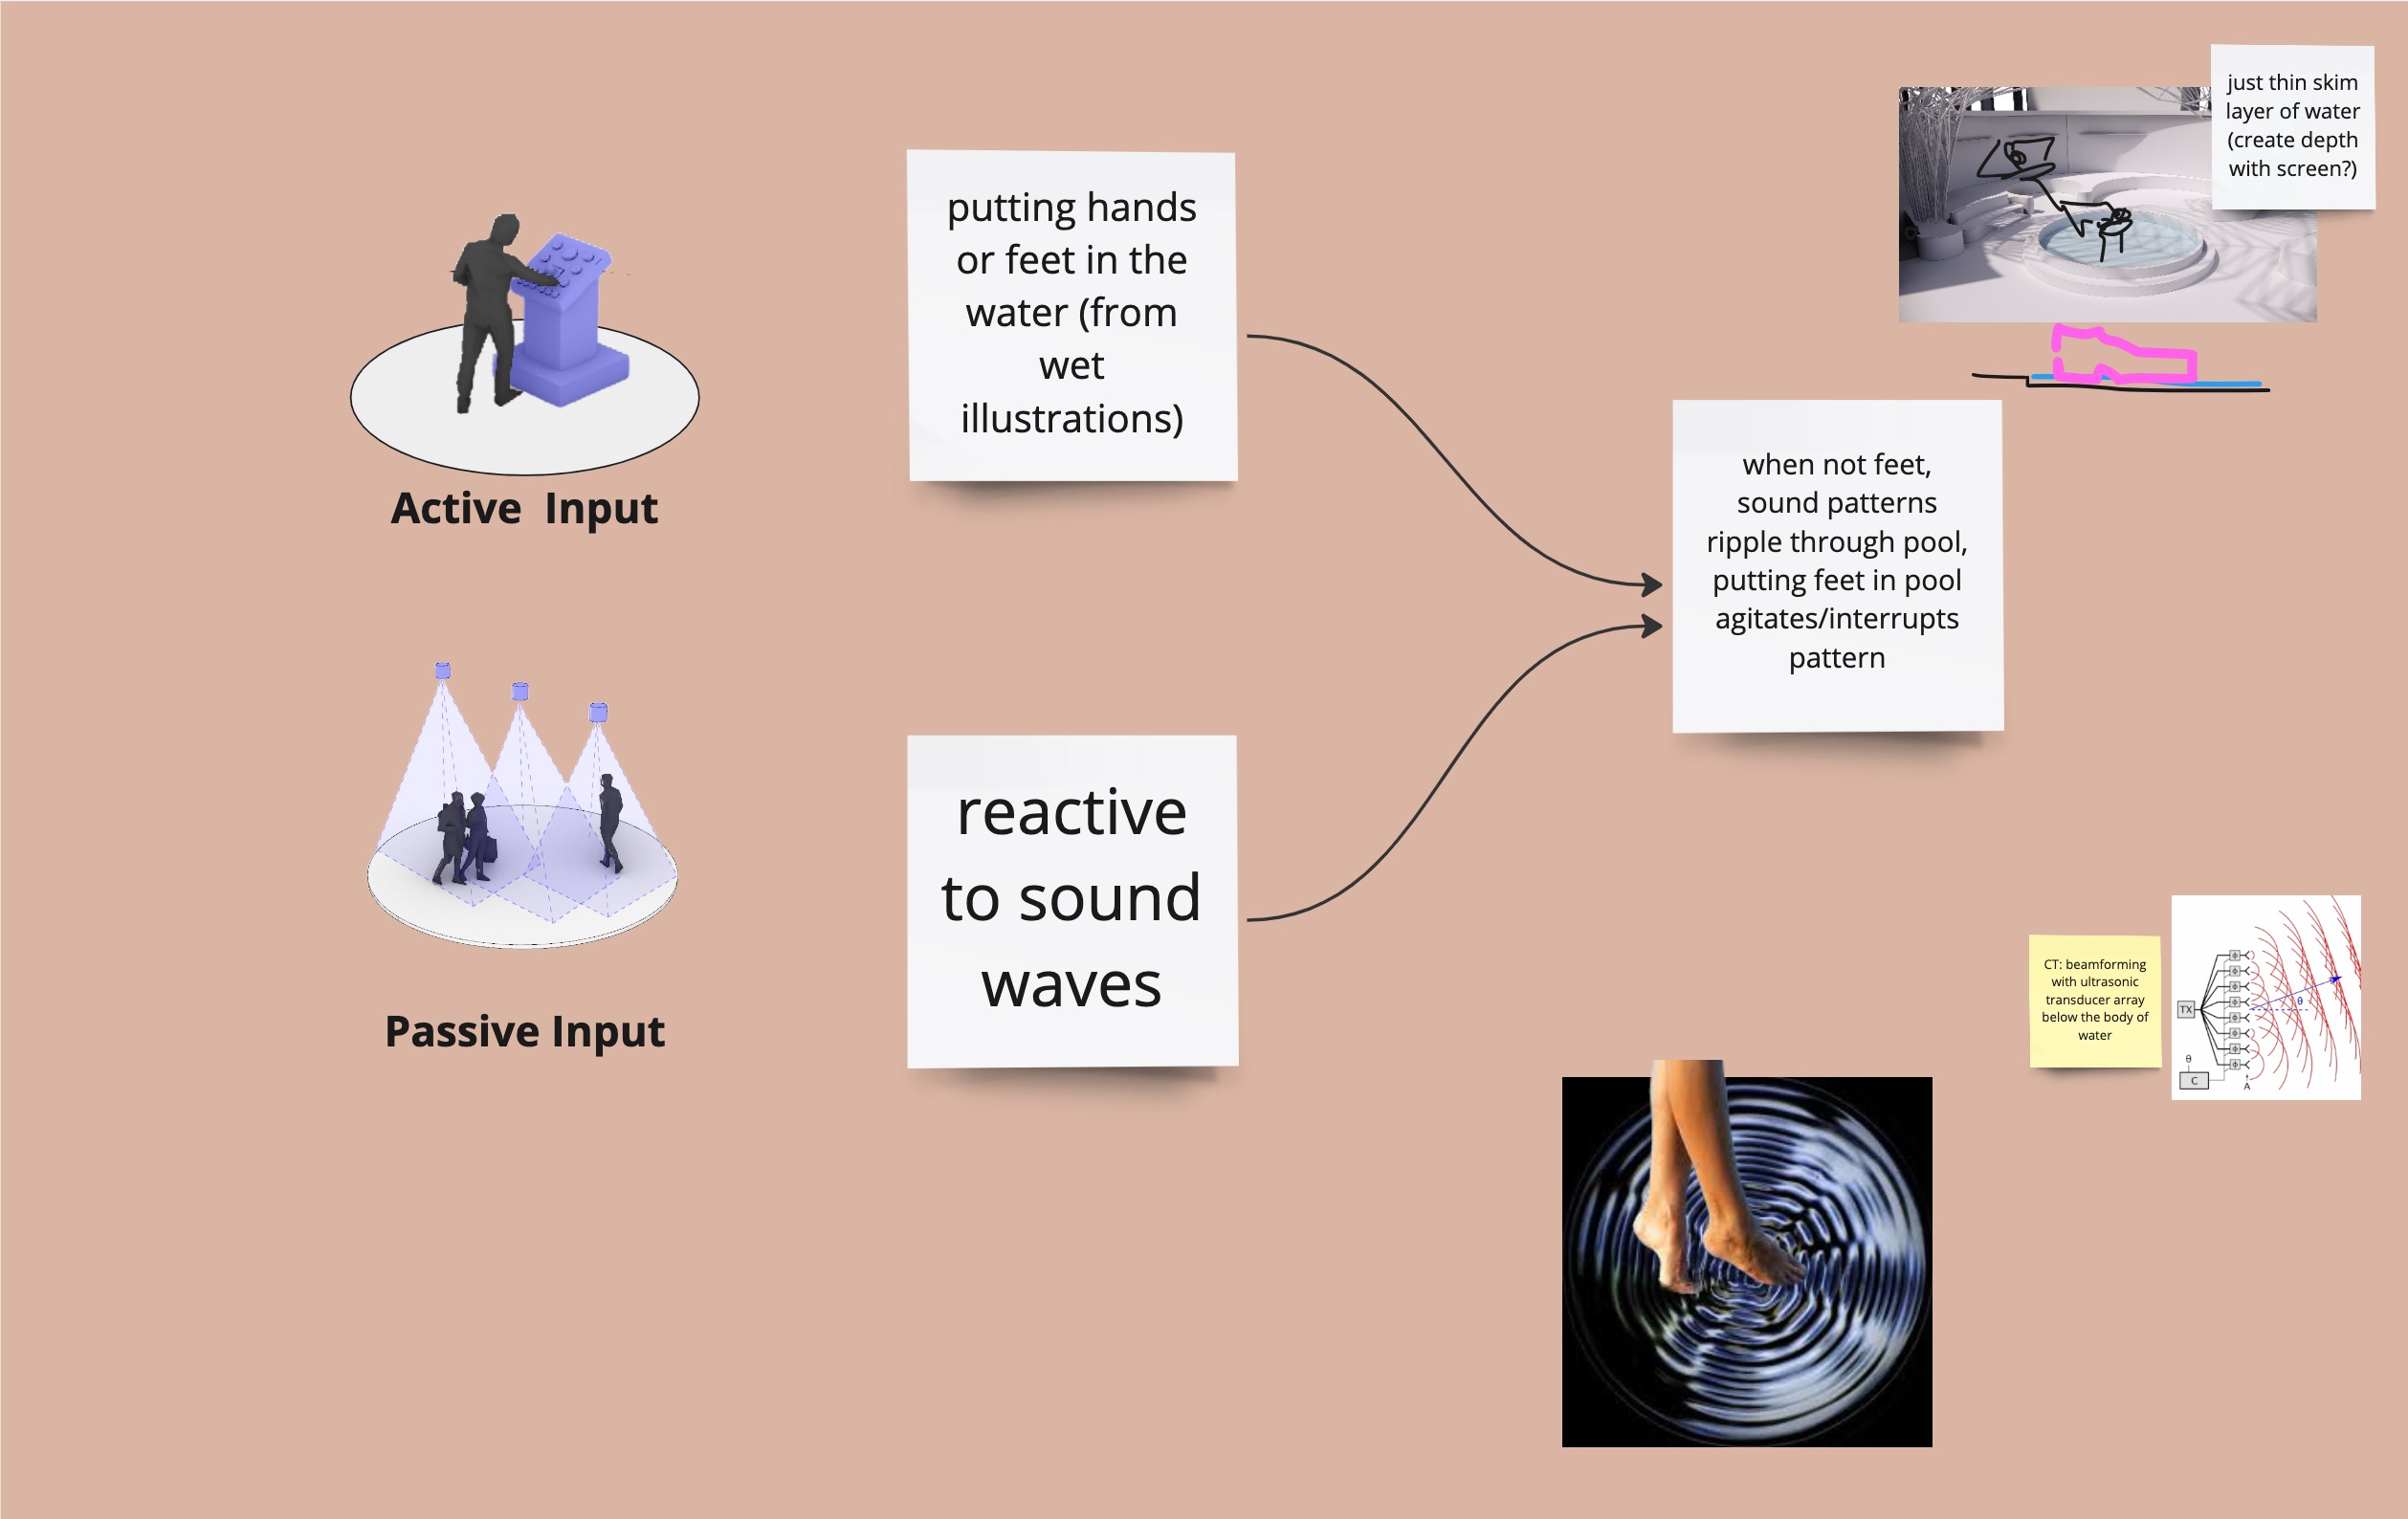 just thin skim
layer of water
(create depth
with screen?)
putting hands
or feet in the
water (from
wet
illustrations)
Active Input
when not feet,
sound patterns
ripple through pool,
putting feet in pool
agitates/interrupts
pattern
reactive
to sound
waves
Passive Input
CT: beamforming
with ultrasonic
transducer array
below the body of
water
TX
θ
θ
C
A